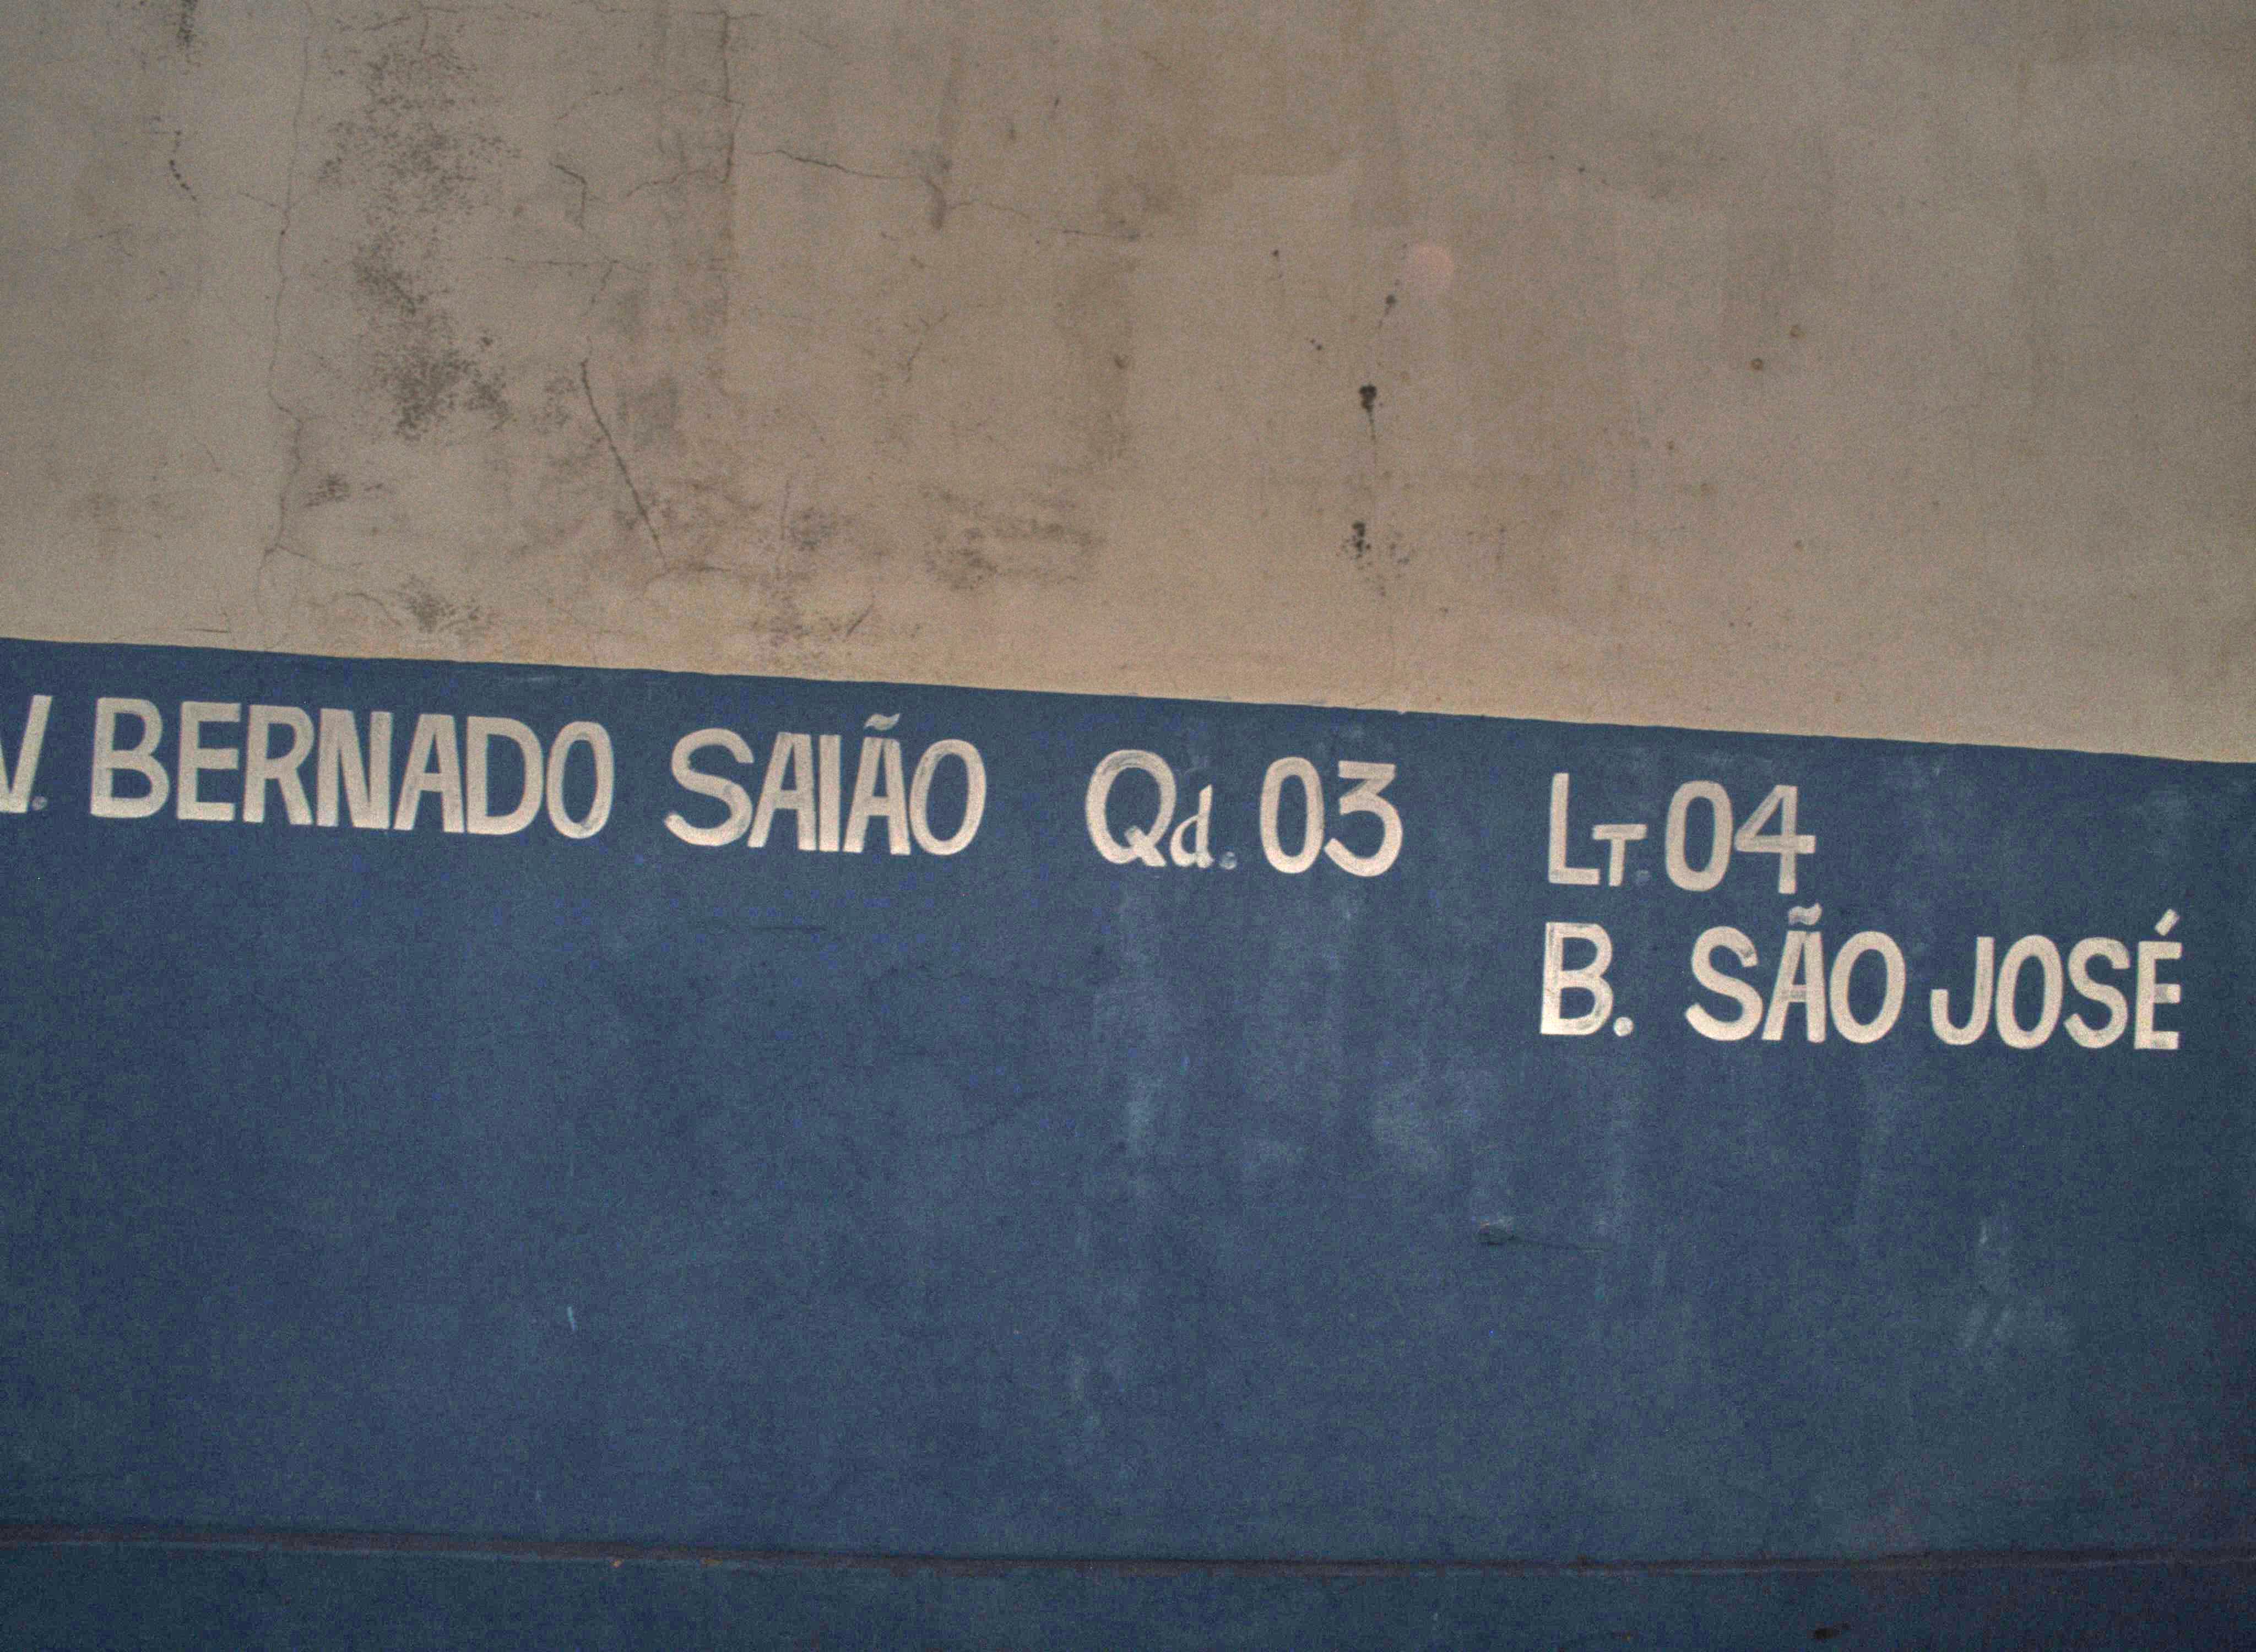 V. BERNADO SAIÃO Qd. 03 LT. 04
B. SÃO JOSÉ